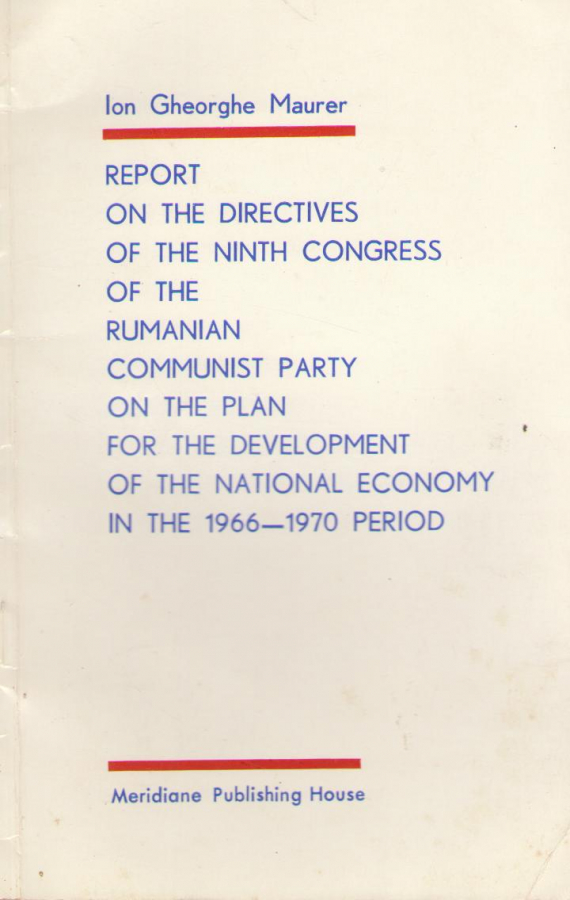 Ion Gheorghe Maurer
REPORT
ON THE DIRECTIVES
OF THE NINTH CONGRESS
OF THE
RUMANIAN
COMMUNIST PARTY
ON THE PLAN
FOR THE DEVELOPMENT
OF THE NATIONAL ECONOMY
IN THE 1966—1970 PERIOD
Meridiane Publishing House